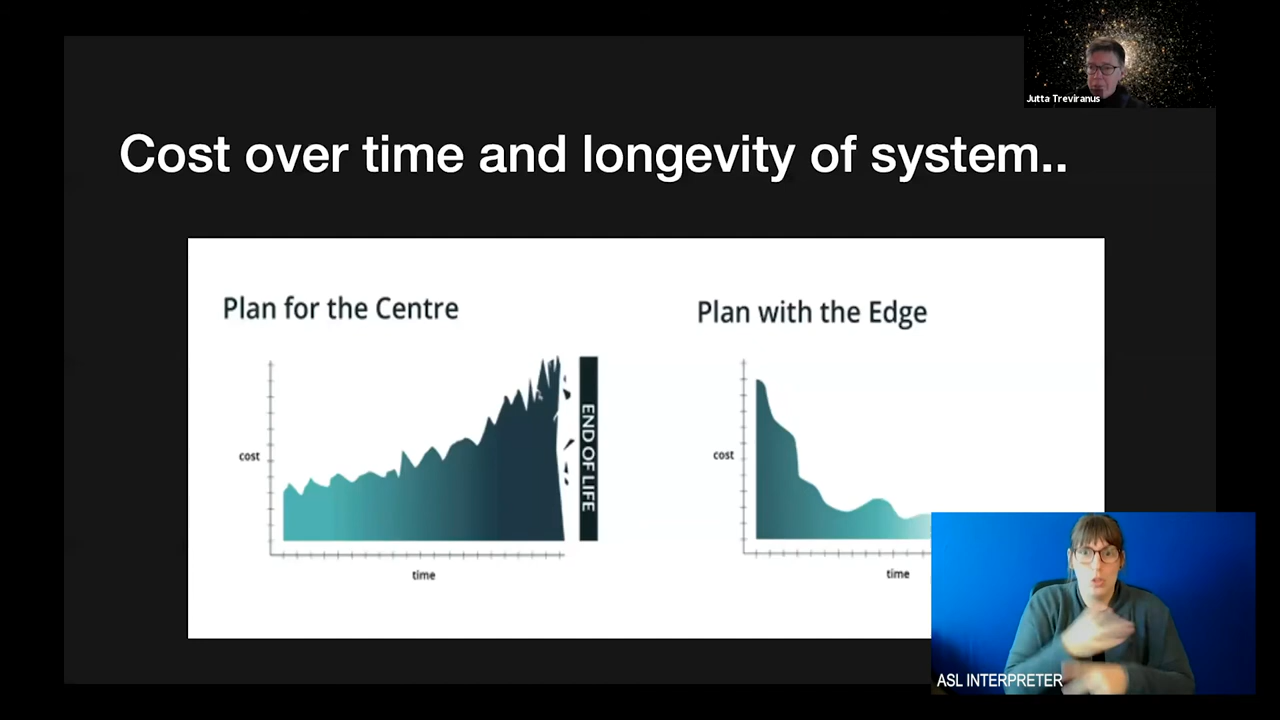 Jutta Treviranus
Cost over time and longevity of system..
Plan for the Centre
cost
END OF LIFE
time
Plan with the Edge
cost
time
ASL INTERPRETER